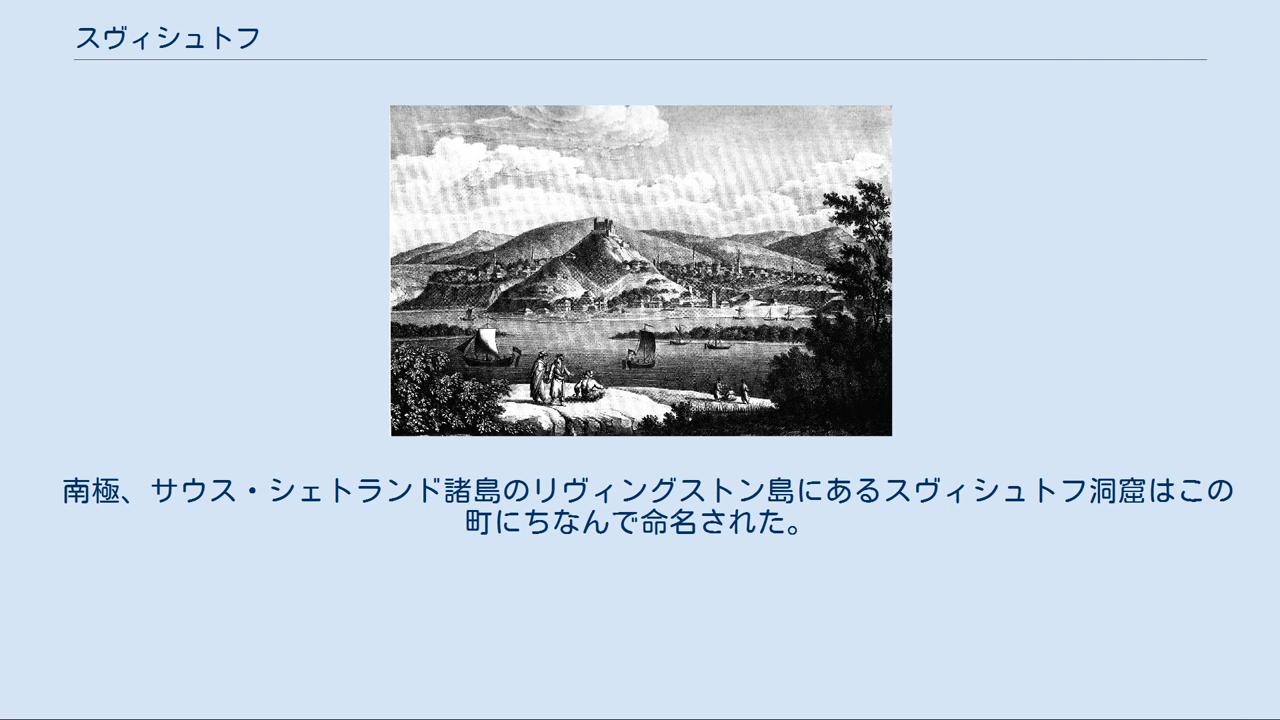 スヴィシュトフ
南極、サウス・シェトランド諸島のリヴィングストン島にあるスヴィシュトフ洞窟はこの
町にちなんで命名された。